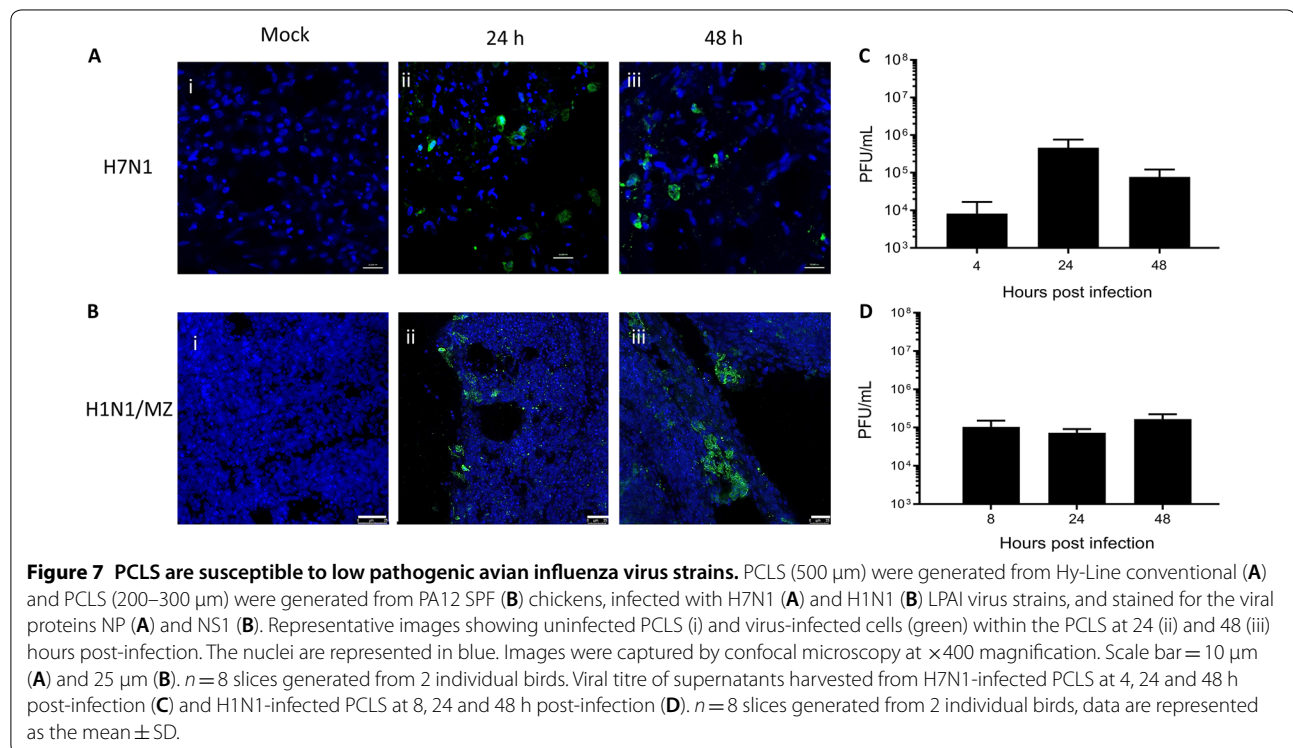 Mock 24 h 48 h
A
i ii iii
H7N1
B
i ii iii
H1N1/MZ
C
10⁸
10⁷
10⁶
10⁵
10⁴
10³
PFU/mL
4 24 48
Hours post infection
D
10⁸
10⁷
10⁶
10⁵
10⁴
10³
PFU/mL
8 24 48
Hours post infection
Figure 7 PCLS are susceptible to low pathogenic avian influenza virus strains. PCLS (500 μm) were generated from Hy-Line conventional (A)
and PCLS (200–300 μm) were generated from PA12 SPF (B) chickens, infected with H7N1 (A) and H1N1 (B) LPAI virus strains, and stained for the viral
proteins NP (A) and NS1 (B). Representative images showing uninfected PCLS (i) and virus-infected cells (green) within the PCLS at 24 (ii) and 48 (iii)
hours post-infection. The nuclei are represented in blue. Images were captured by confocal microscopy at ×400 magnification. Scale bar = 10 μm
(A) and 25 μm (B). n = 8 slices generated from 2 individual birds. Viral titre of supernatants harvested from H7N1-infected PCLS at 4, 24 and 48 h
post-infection (C) and H1N1-infected PCLS at 8, 24 and 48 h post-infection (D). n = 8 slices generated from 2 individual birds, data are represented
as the mean ± SD.